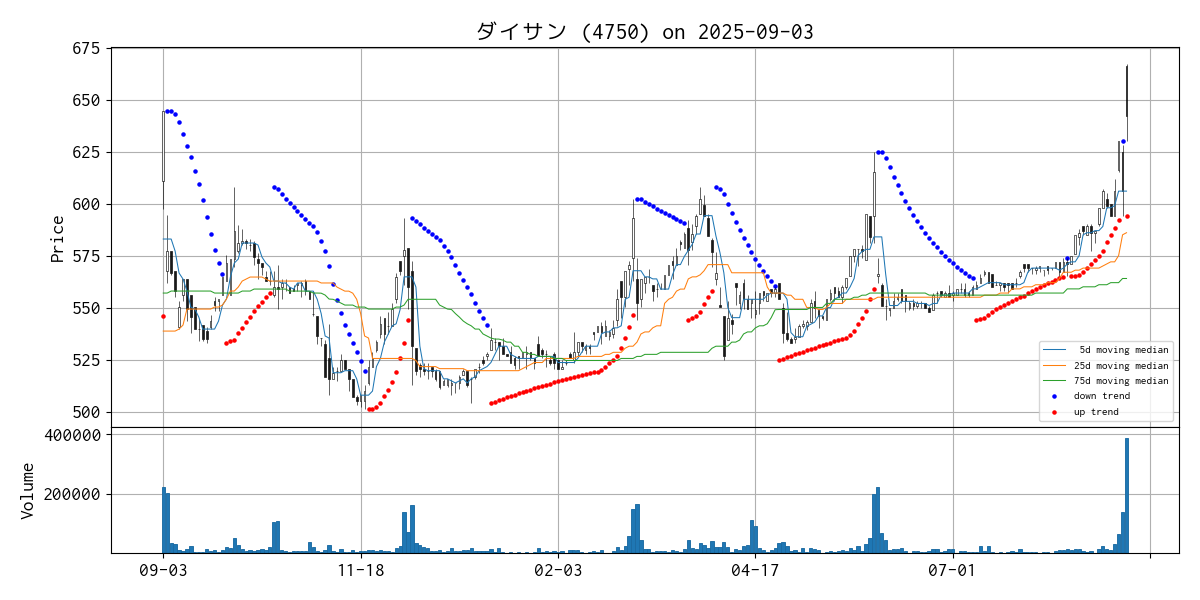 ダイサン (4750) on 2025-09-03
675
650
625
600
575
550
525
500
Price
5d moving median
25d moving median
75d moving median
down trend
up trend
400000
200000
Volume
09-03
11-18
02-03
04-17
07-01